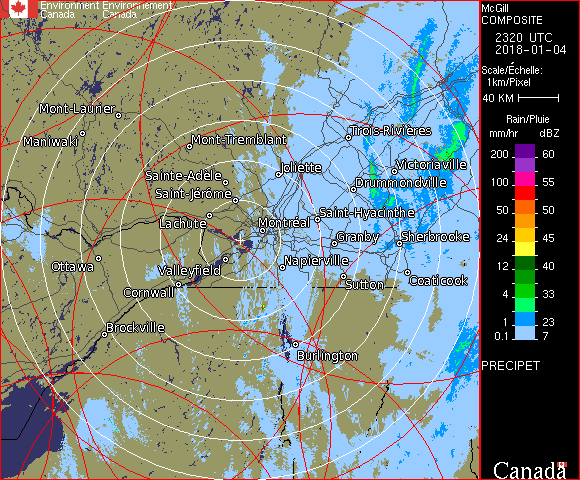 Environment Environnement
Canada Canada
McGill
COMPOSITE
2320 UTC
2018-01-04
Scale/Échelle:
1km/Pixel
40 KM
Rain/Pluie
mm/hr dBZ
200 60
100 55
50 50
24 45
12 40
4 33
1 23
0.1 7
PRECIPET
Canada
Mont-Laurier
Maniwaki
Mont-Tremblant
Trois-Rivières
Joliette
Victoriaville
Sainte-Adèle
Drummondville
Saint-Jérôme
Saint-Hyacinthe
Lachute
Montréal
Granby
Sherbrooke
Ottawa
Valleyfield
Napierville
Coaticook
Sutton
Cornwall
Brockville
Burlington